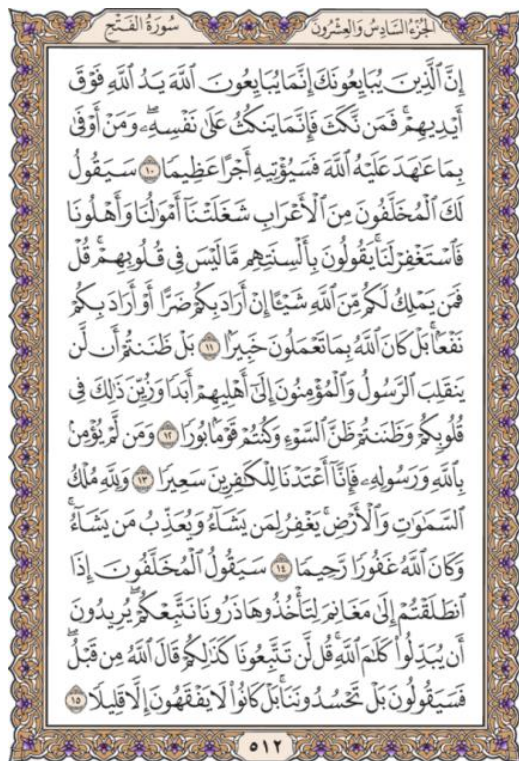 سُورَةُ الفَتْحِ
الجُزْءُ السَّادِسُ وَالعِشْرُونَ
إِنَّ ٱلَّذِينَ يُبَايِعُونَكَ إِنَّمَا يُبَايِعُونَ ٱللَّهَ يَدُ ٱللَّهِ فَوْقَ
أَيْدِيهِمْ ۚ فَمَن نَّكَثَ فَإِنَّمَا يَنكُثُ عَلَىٰ نَفْسِهِۦ ۖ وَمَنْ أَوْفَىٰ
بِمَا عَـٰهَدَ عَلَيْهُ ٱللَّهَ فَسَيُؤْتِيهِ أَجْرًا عَظِيمًا ١٠ سَيَقُولُ
لَكَ ٱلْمُخَلَّفُونَ مِنَ ٱلْأَعْرَابِ شَغَلَتْنَآ أَمْوَٰلُنَا وَأَهْلُونَا
فَٱسْتَغْفِرْ لَنَا ۚ يَقُولُونَ بِأَلْسِنَتِهِم مَّا لَيْسَ فِى قُلُوبِهِمْ ۚ قُلْ
فَمَن يَمْلِكُ لَكُم مِّنَ ٱللَّهِ شَيْـًٔا إِنْ أَرَادَ بِكُمْ ضَرًّا أَوْ أَرَادَ بِكُمْ
نَفْعًۢا ۚ بَلْ كَانَ ٱللَّهُ بِمَا تَعْمَلُونَ خَبِيرًۢا ١١ بَلْ ظَنَنتُمْ أَن لَّن
يَنقَلِبَ ٱلرَّسُولُ وَٱلْمُؤْمِنُونَ إِلَىٰٓ أَهْلِيهِمْ أَبَدًا وَزُيِّنَ ذَٰلِكَ فِى
قُلُوبِكُمْ وَظَنَنتُمْ ظَنَّ ٱلسَّوْءِ وَكُنتُمْ قَوْمًۢا بُورًا ١٢ وَمَن لَّمْ يُؤْمِنۢ
بِٱللَّهِ وَرَسُولِهِۦ فَإِنَّآ أَعْتَدْنَا لِلْكَـٰفِرِينَ سَعِيرًا ١٣ وَلِلَّهِ مُلْكُ
ٱلسَّمَـٰوَٰتِ وَٱلْأَرْضِ ۚ يَغْفِرُ لِمَن يَشَآءُ وَيُعَذِّبُ مَن يَشَآءُ ۚ
وَكَانَ ٱللَّهُ غَفُورًا رَّحِيمًا ١٤ سَيَقُولُ ٱلْمُخَلَّفُونَ إِذَا
ٱنطَلَقْتُمْ إِلَىٰ مَغَانِمَ لِتَأْخُذُوهَا ذَرُونَا نَتَّبِعْكُمْ ۖ يُرِيدُونَ
أَن يُبَدِّلُوا۟ كَلَـٰمَ ٱللَّهِ ۚ قُل لَّن تَتَّبِعُونَا كَذَٰلِكُمْ قَالَ ٱللَّهُ مِن قَبْلُ ۖ
فَسَيَقُولُونَ بَلْ تَحْسُدُونَنَا ۚ بَلْ كَانُوا۟ لَا يَفْقَهُونَ إِلَّا قَلِيلًا ١٥
٥١٢